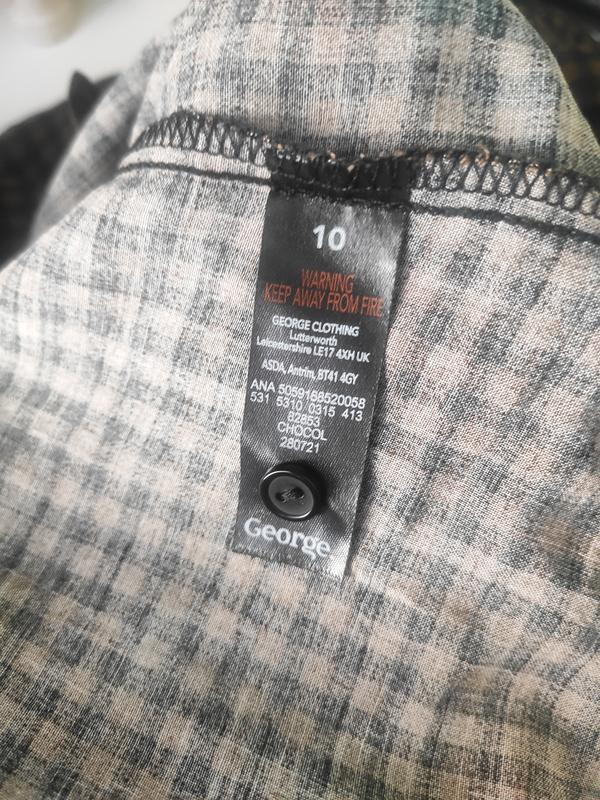 10
WARNING
KEEP AWAY FROM FIRE
GEORGE CLOTHING
Lutterworth
Leicestershire LE17 4XH UK
ASDA, Antrim, BT41 4GY
ANA 5059168520058
531 5310 0315 413
82853
CHOCOL
280721
George